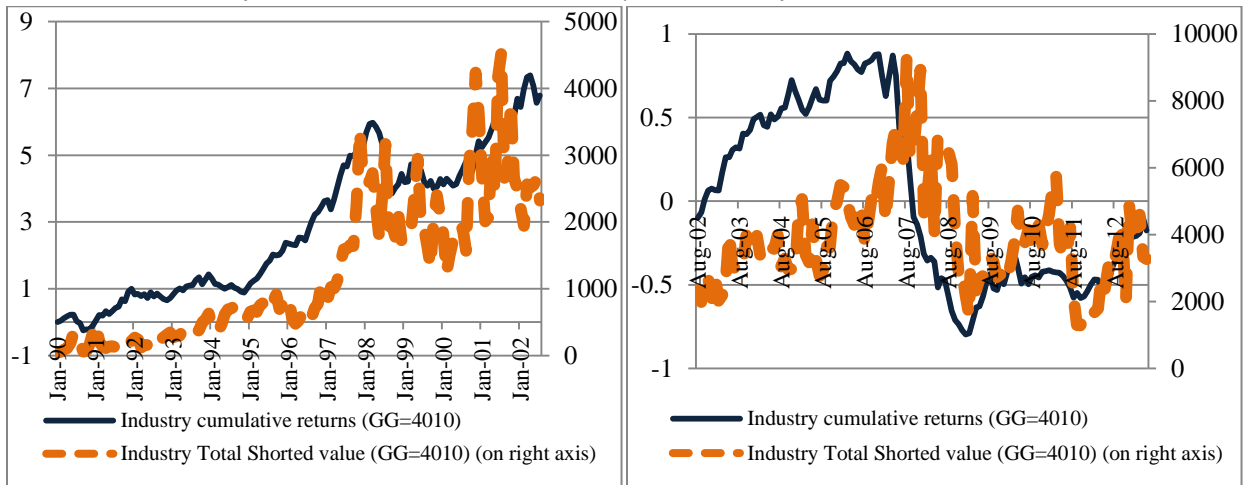 9
7
5
3
1
-1
5000
4000
3000
2000
1000
0
Jan-90
Jan-91
Jan-92
Jan-93
Jan-94
Jan-95
Jan-96
Jan-97
Jan-98
Jan-99
Jan-00
Jan-01
Jan-02
Industry cumulative returns (GG=4010)
Industry Total Shorted value (GG=4010) (on right axis)
1
0.5
0
-0.5
-1
10000
8000
6000
4000
2000
0
Aug-02
Aug-03
Aug-04
Aug-05
Aug-06
Aug-07
Aug-08
Aug-09
Aug-10
Aug-11
Aug-12
Industry cumulative returns (GG=4010)
Industry Total Shorted value (GG=4010) (on right axis)